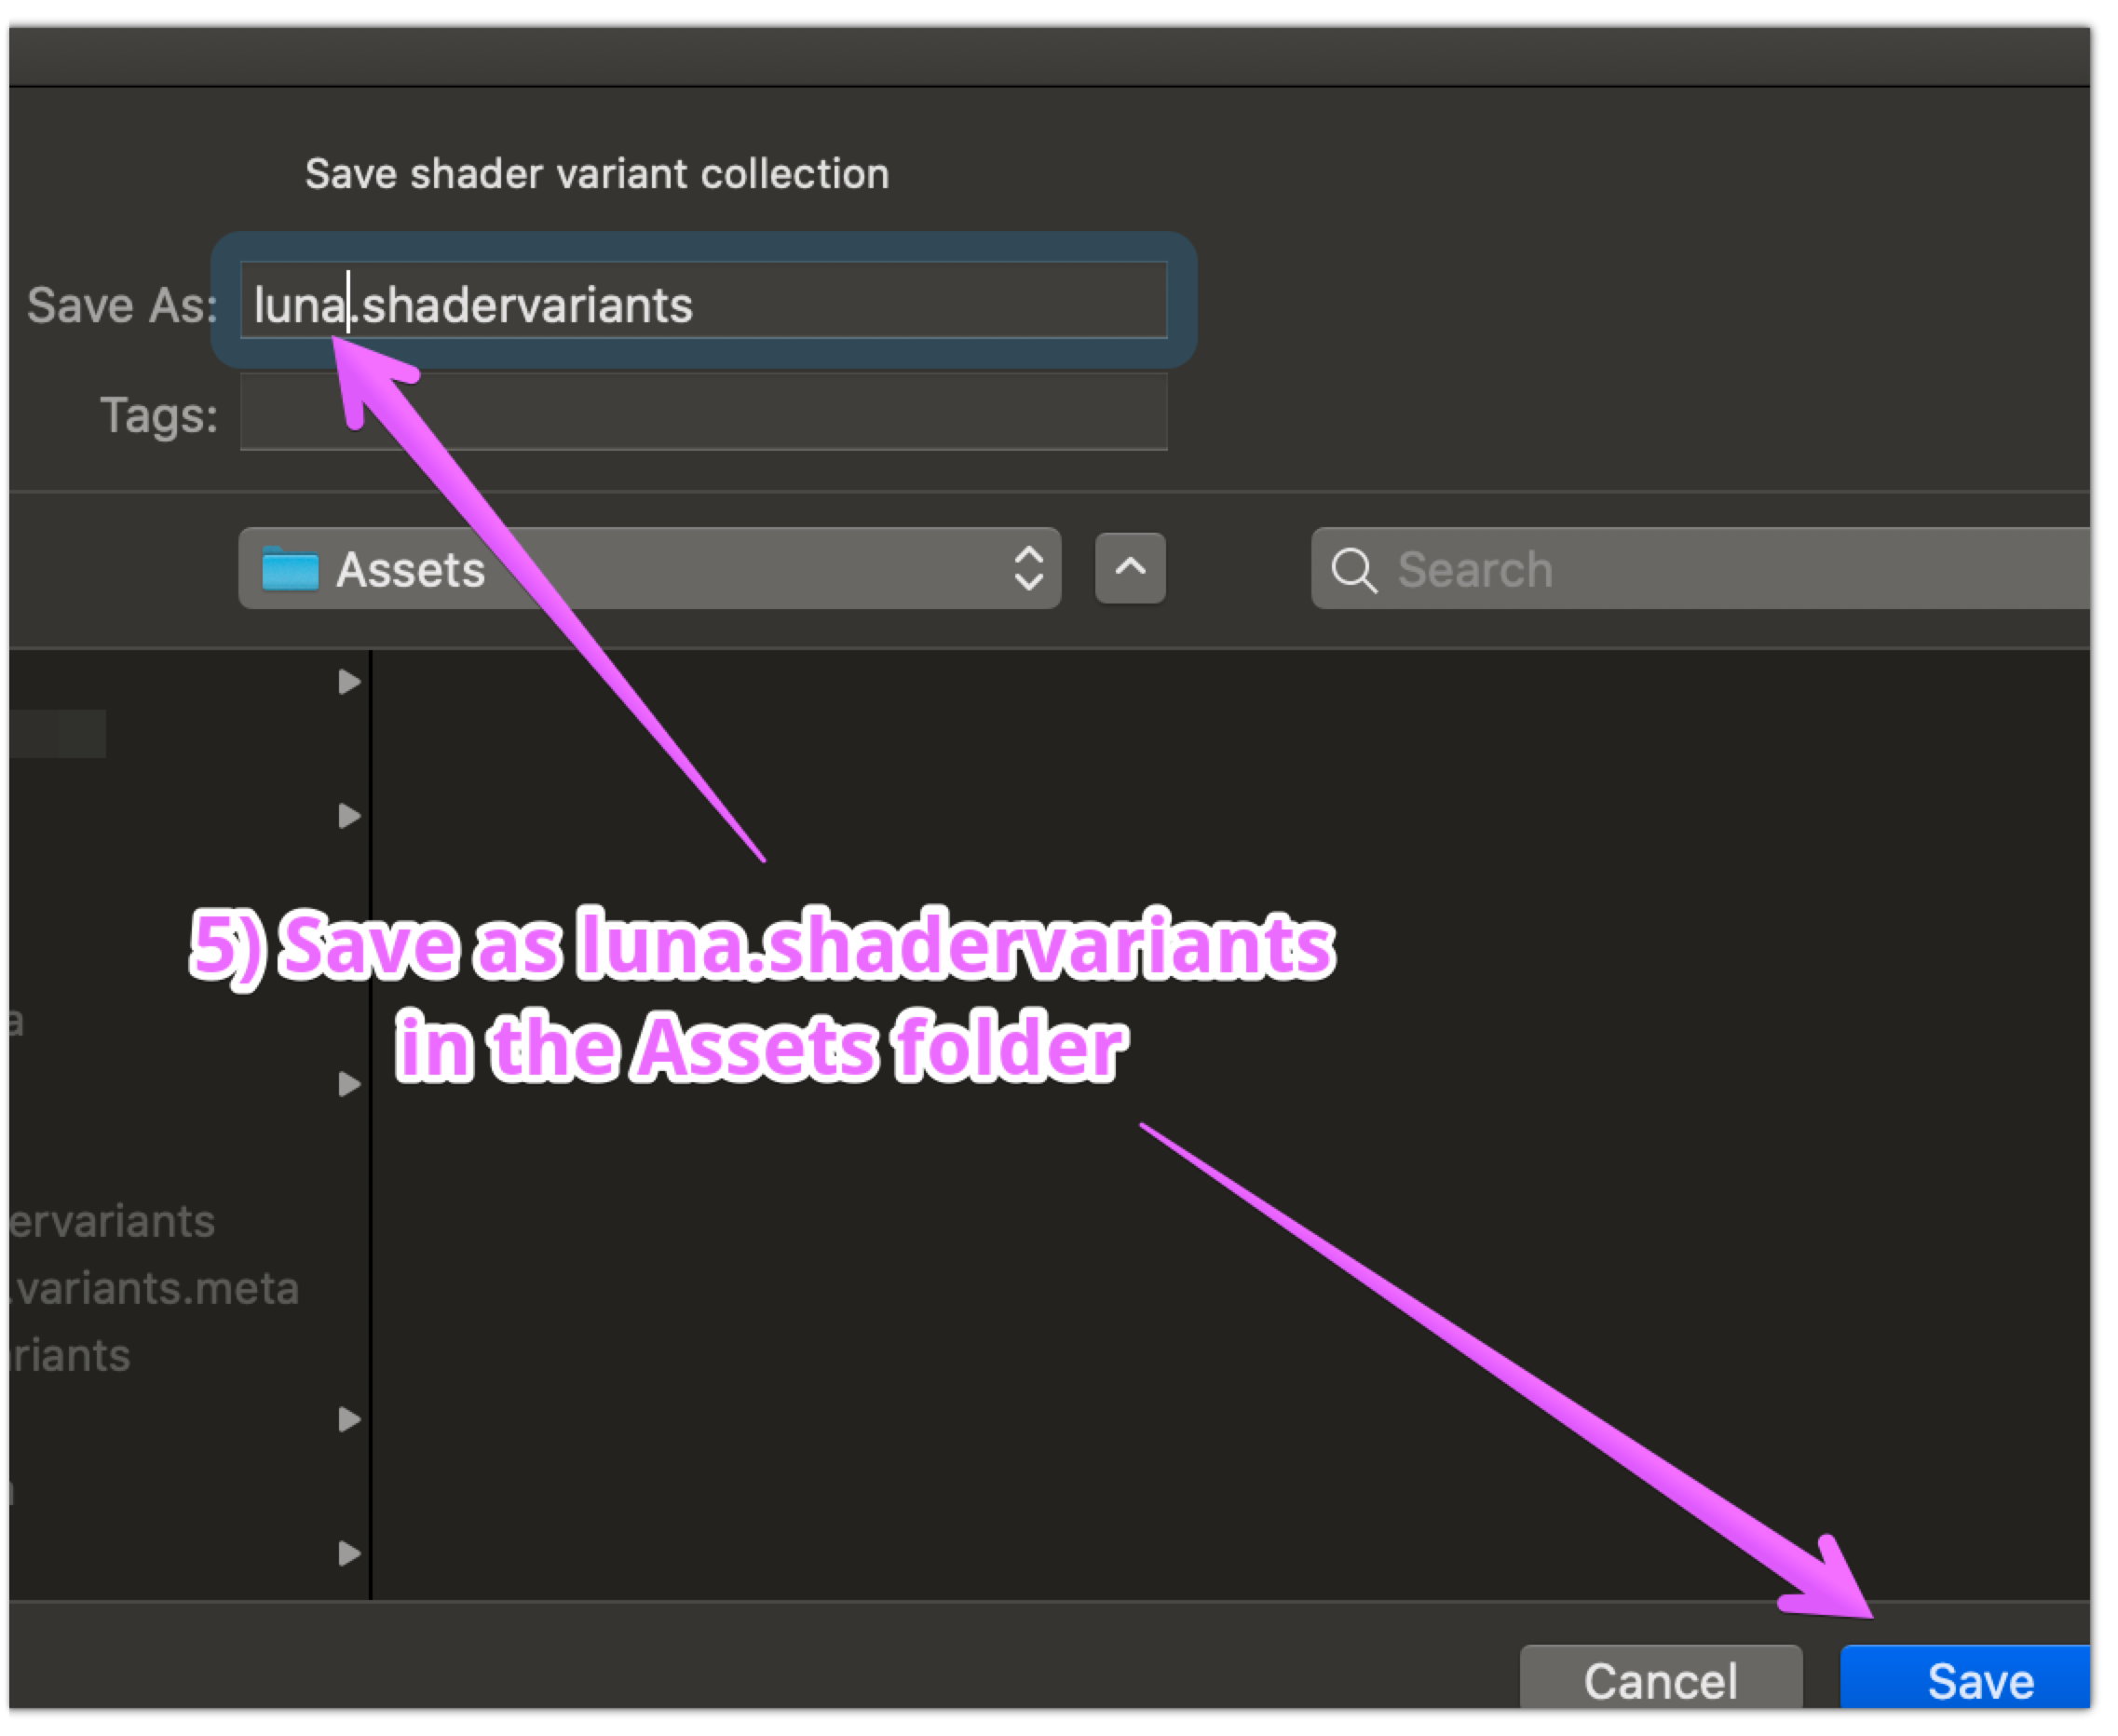 Save shader variant collection
Save As: luna.shadervariants
Tags:
Assets
Search
5) Save as luna.shadervariants
in the Assets folder
a
ervariants
.variants.meta
riants
Cancel
Save